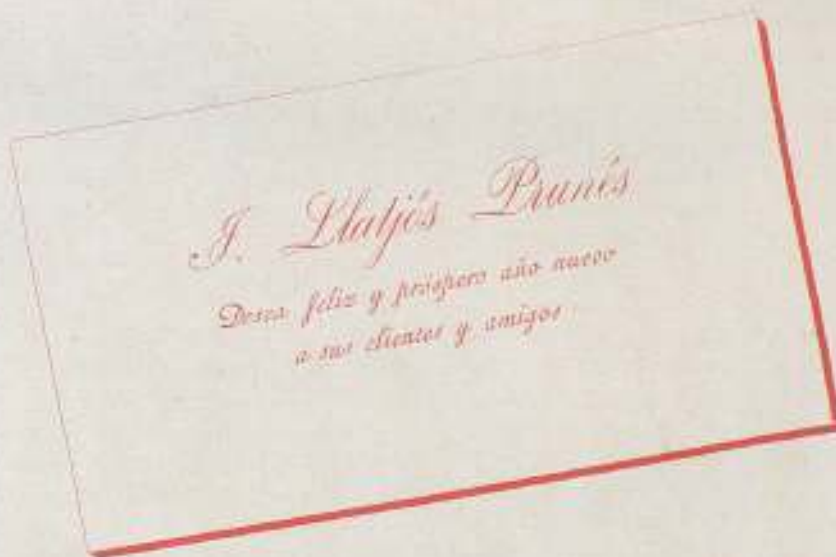 J. Llatjós Prunés
Desea feliz y próspero año nuevo
a sus clientes y amigos